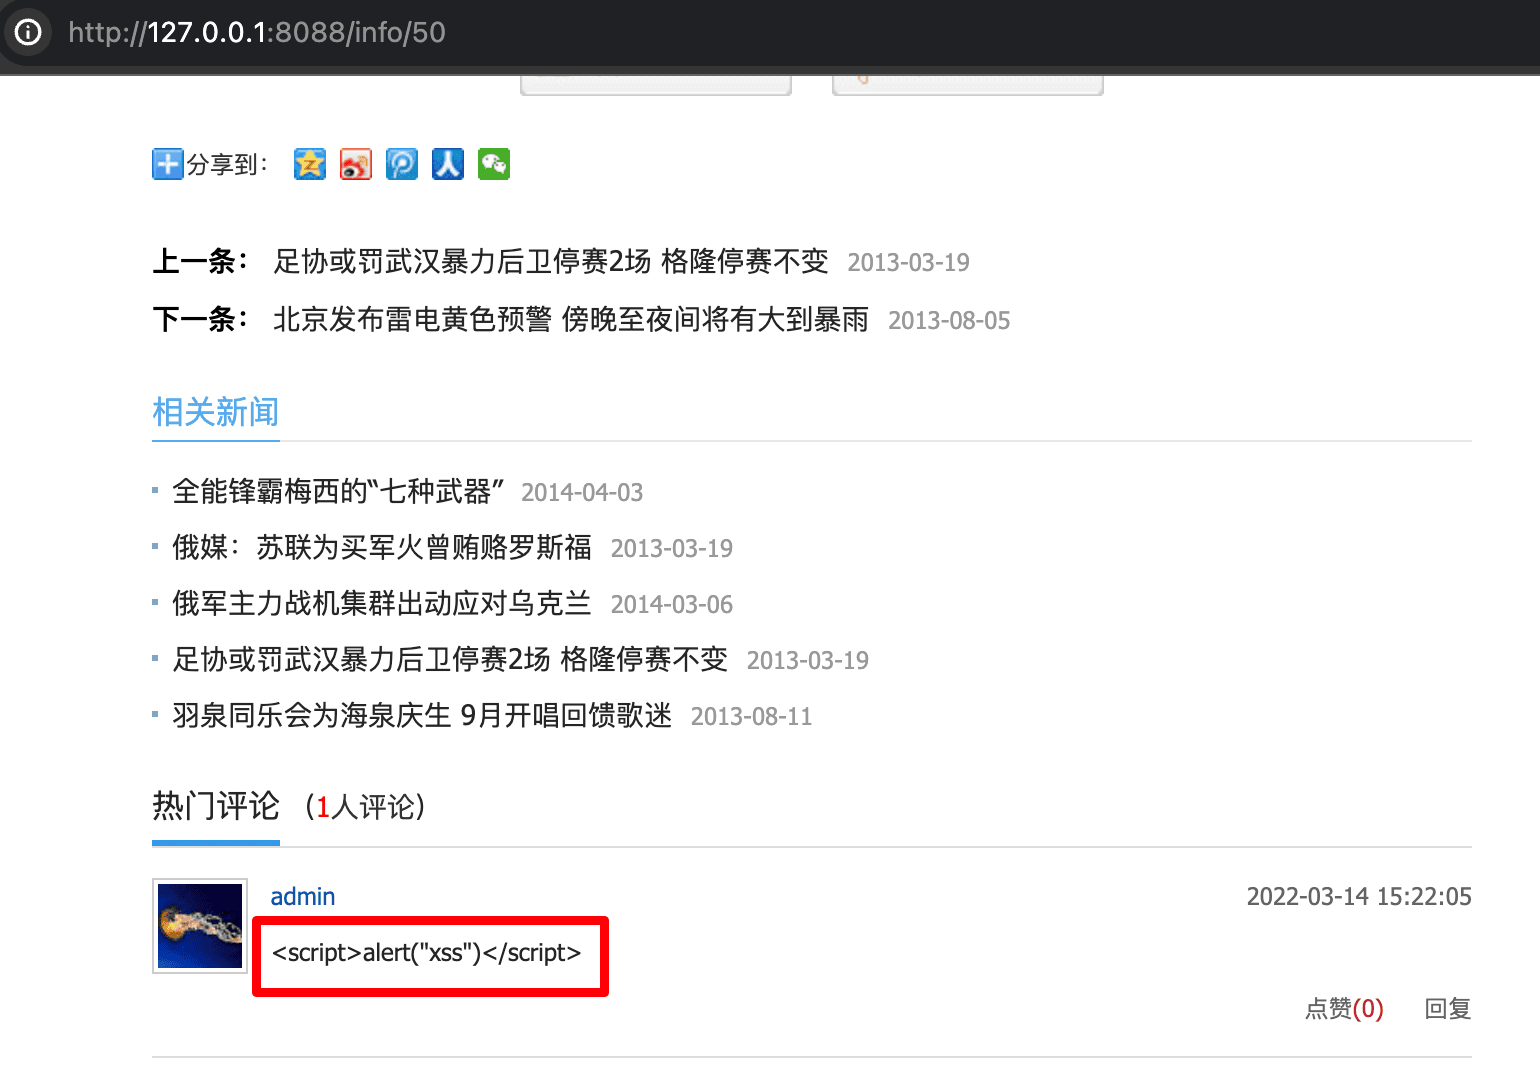 http://127.0.0.1:8088/info/50
分享到：
上一条： 足协或罚武汉暴力后卫停赛2场 格隆停赛不变 2013-03-19
下一条： 北京发布雷电黄色预警 傍晚至夜间将有大到暴雨 2013-08-05
相关新闻
全能锋霸梅西的“七种武器” 2014-04-03
俄媒：苏联为买军火曾贿赂罗斯福 2013-03-19
俄军主力战机集群出动应对乌克兰 2014-03-06
足协或罚武汉暴力后卫停赛2场 格隆停赛不变 2013-03-19
羽泉同乐会为海泉庆生 9月开唱回馈歌迷 2013-08-11
热门评论 (1人评论)
admin 2022-03-14 15:22:05
<script>alert("xss")</script>
点赞(0) 回复